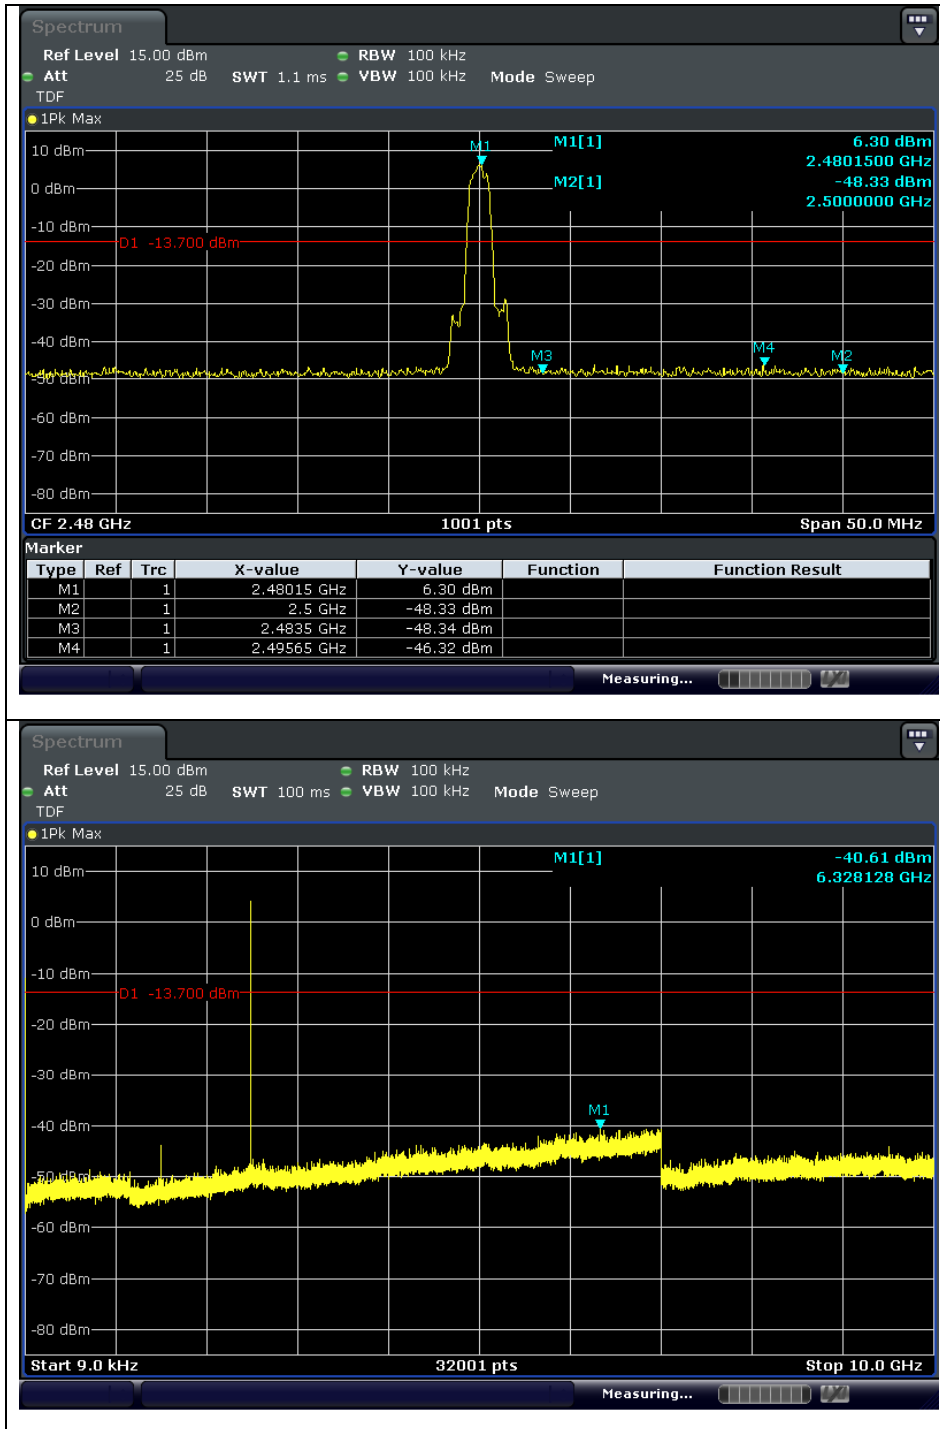 Spectrum
Ref Level 15.00 dBm RBW 100 kHz
Att 25 dB SWT 1.1 ms VBW 100 kHz Mode Sweep
TDF
1Pk Max
M1[1] 6.30 dBm
2.4801500 GHz
M2[1] -48.33 dBm
2.5000000 GHz
10 dBm
M1
0 dBm
-10 dBm
D1 -13.700 dBm
-20 dBm
-30 dBm
-40 dBm
M3 M4 M2
-50 dBm
-60 dBm
-70 dBm
-80 dBm
CF 2.48 GHz 1001 pts Span 50.0 MHz
Marker
Type Ref Trc X-value Y-value Function Function Result
M1 1 2.48015 GHz 6.30 dBm
M2 1 2.5 GHz -48.33 dBm
M3 1 2.4835 GHz -48.34 dBm
M4 1 2.49565 GHz -46.32 dBm
Measuring...
Spectrum
Ref Level 15.00 dBm RBW 100 kHz
Att 25 dB SWT 100 ms VBW 100 kHz Mode Sweep
TDF
1Pk Max
M1[1] -40.61 dBm
6.328128 GHz
10 dBm
0 dBm
-10 dBm
D1 -13.700 dBm
-20 dBm
-30 dBm
M1
-40 dBm
-50 dBm
-60 dBm
-70 dBm
-80 dBm
Start 9.0 kHz 32001 pts Stop 10.0 GHz
Measuring...